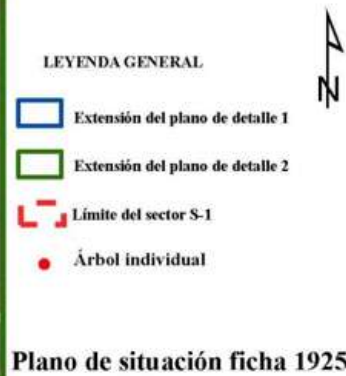 LEYENDA GENERAL
N
Extensión del plano de detalle 1
Extensión del plano de detalle 2
Límite del sector S-1
Árbol individual
Plano de situación ficha 1925